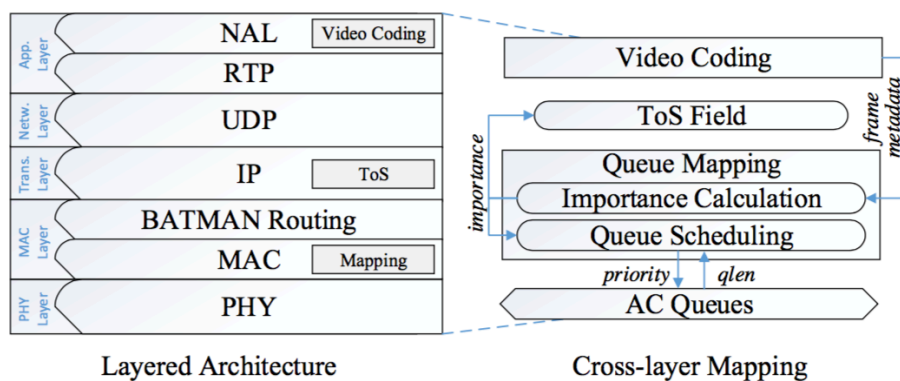 App.
Layer
NAL
Video Coding
RTP
Netw.
Layer
UDP
Trans.
Layer
IP
ToS
MAC
Layer
BATMAN Routing
MAC
Mapping
PHY
Layer
PHY
Layered Architecture
Video Coding
ToS Field
frame
metadata
importance
Queue Mapping
Importance Calculation
Queue Scheduling
priority
qlen
AC Queues
Cross-layer Mapping